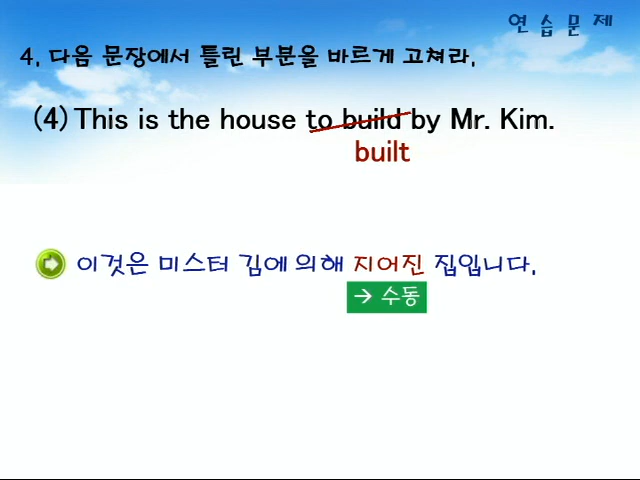 연 습 문 제
4. 다음 문장에서 틀린 부분을 바르게 고쳐라.
(4) This is the house to build by Mr. Kim.
built
이것은 미스터 김에 의해 지어진 집입니다.
→ 수동